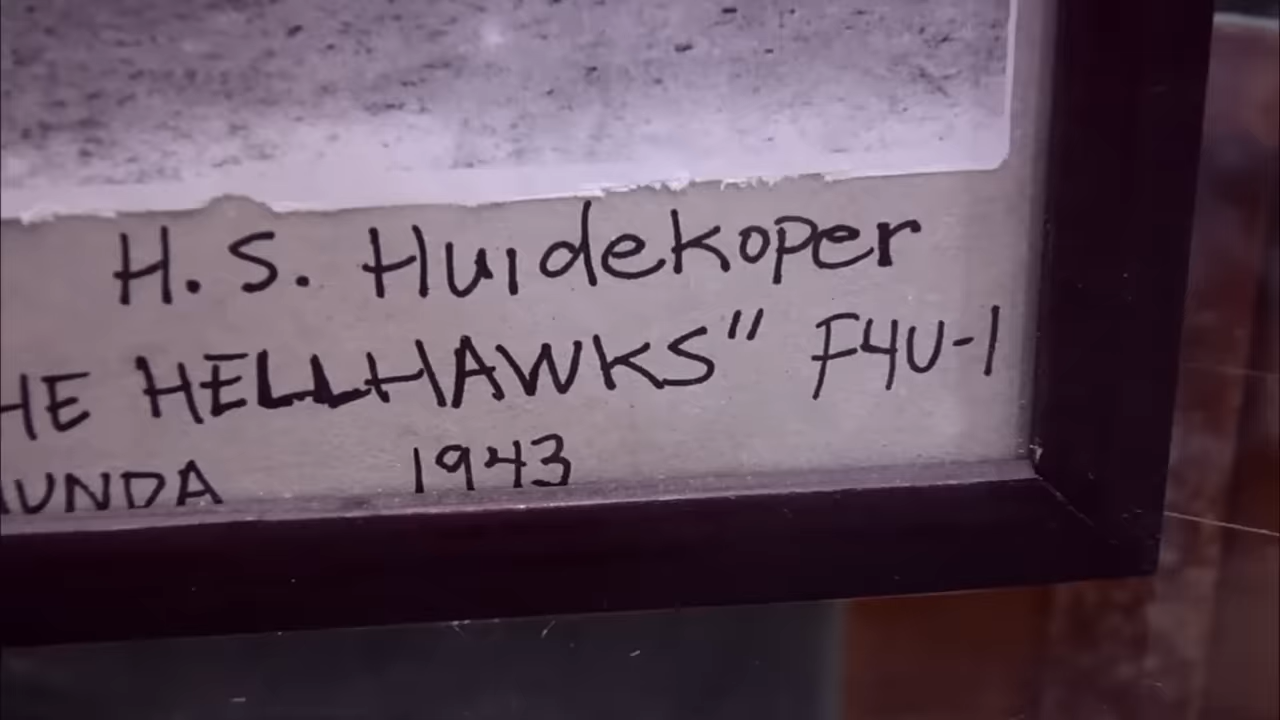 H. S. Huidekoper
HE HELLHAWKS" F4U-1
UNDA 1943